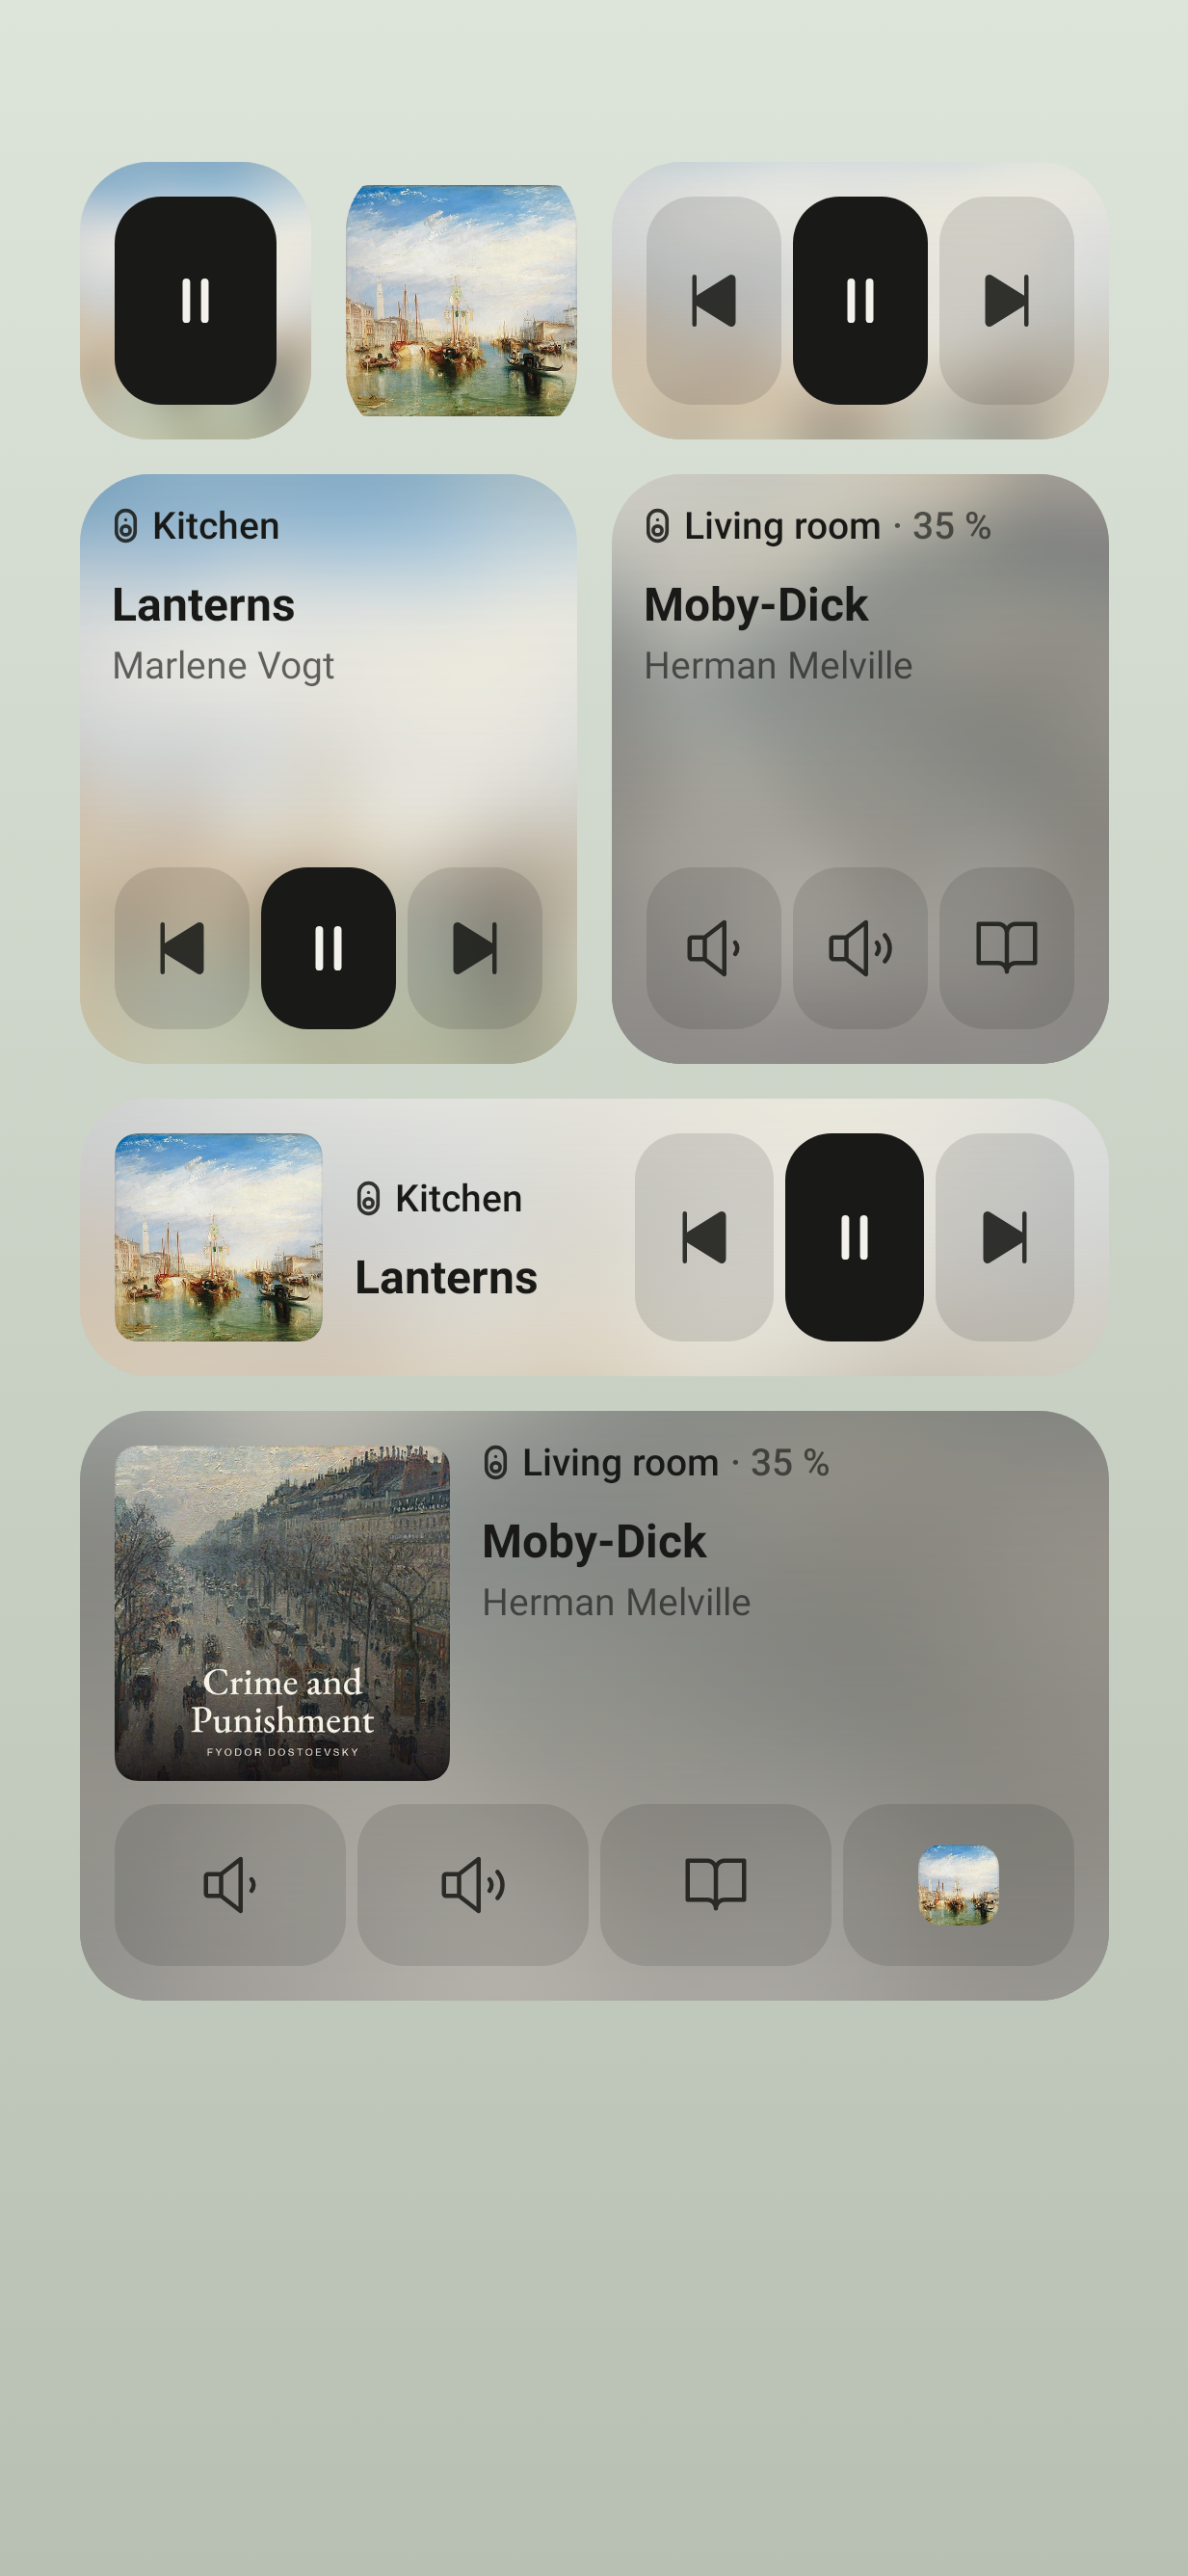 Kitchen
Lanterns
Marlene Vogt
Living room · 35 %
Moby-Dick
Herman Melville
Kitchen
Lanterns
Living room · 35 %
Moby-Dick
Herman Melville
Crime and
Punishment
FYODOR DOSTOEVSKY